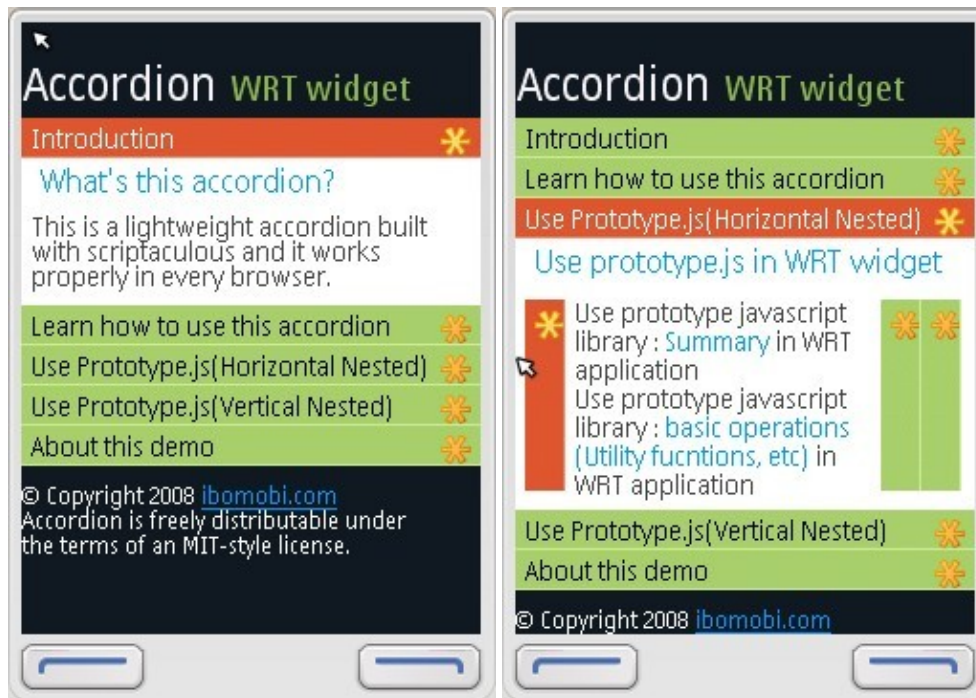 Accordion WRT widget
Introduction
What's this accordion?
This is a lightweight accordion built
with scriptaculous and it works
properly in every browser.
Learn how to use this accordion
Use Prototype.js(Horizontal Nested)
Use Prototype.js(Vertical Nested)
About this demo
© Copyright 2008 ibomobi.com
Accordion is freely distributable under
the terms of an MIT-style license.
Accordion WRT widget
Introduction
Learn how to use this accordion
Use Prototype.js(Horizontal Nested)
Use prototype.js in WRT widget
Use prototype javascript
library : Summary in WRT
application
Use prototype javascript
library : basic operations
(Utility fucntions, etc) in
WRT application
Use Prototype.js(Vertical Nested)
About this demo
© Copyright 2008 ibomobi.com